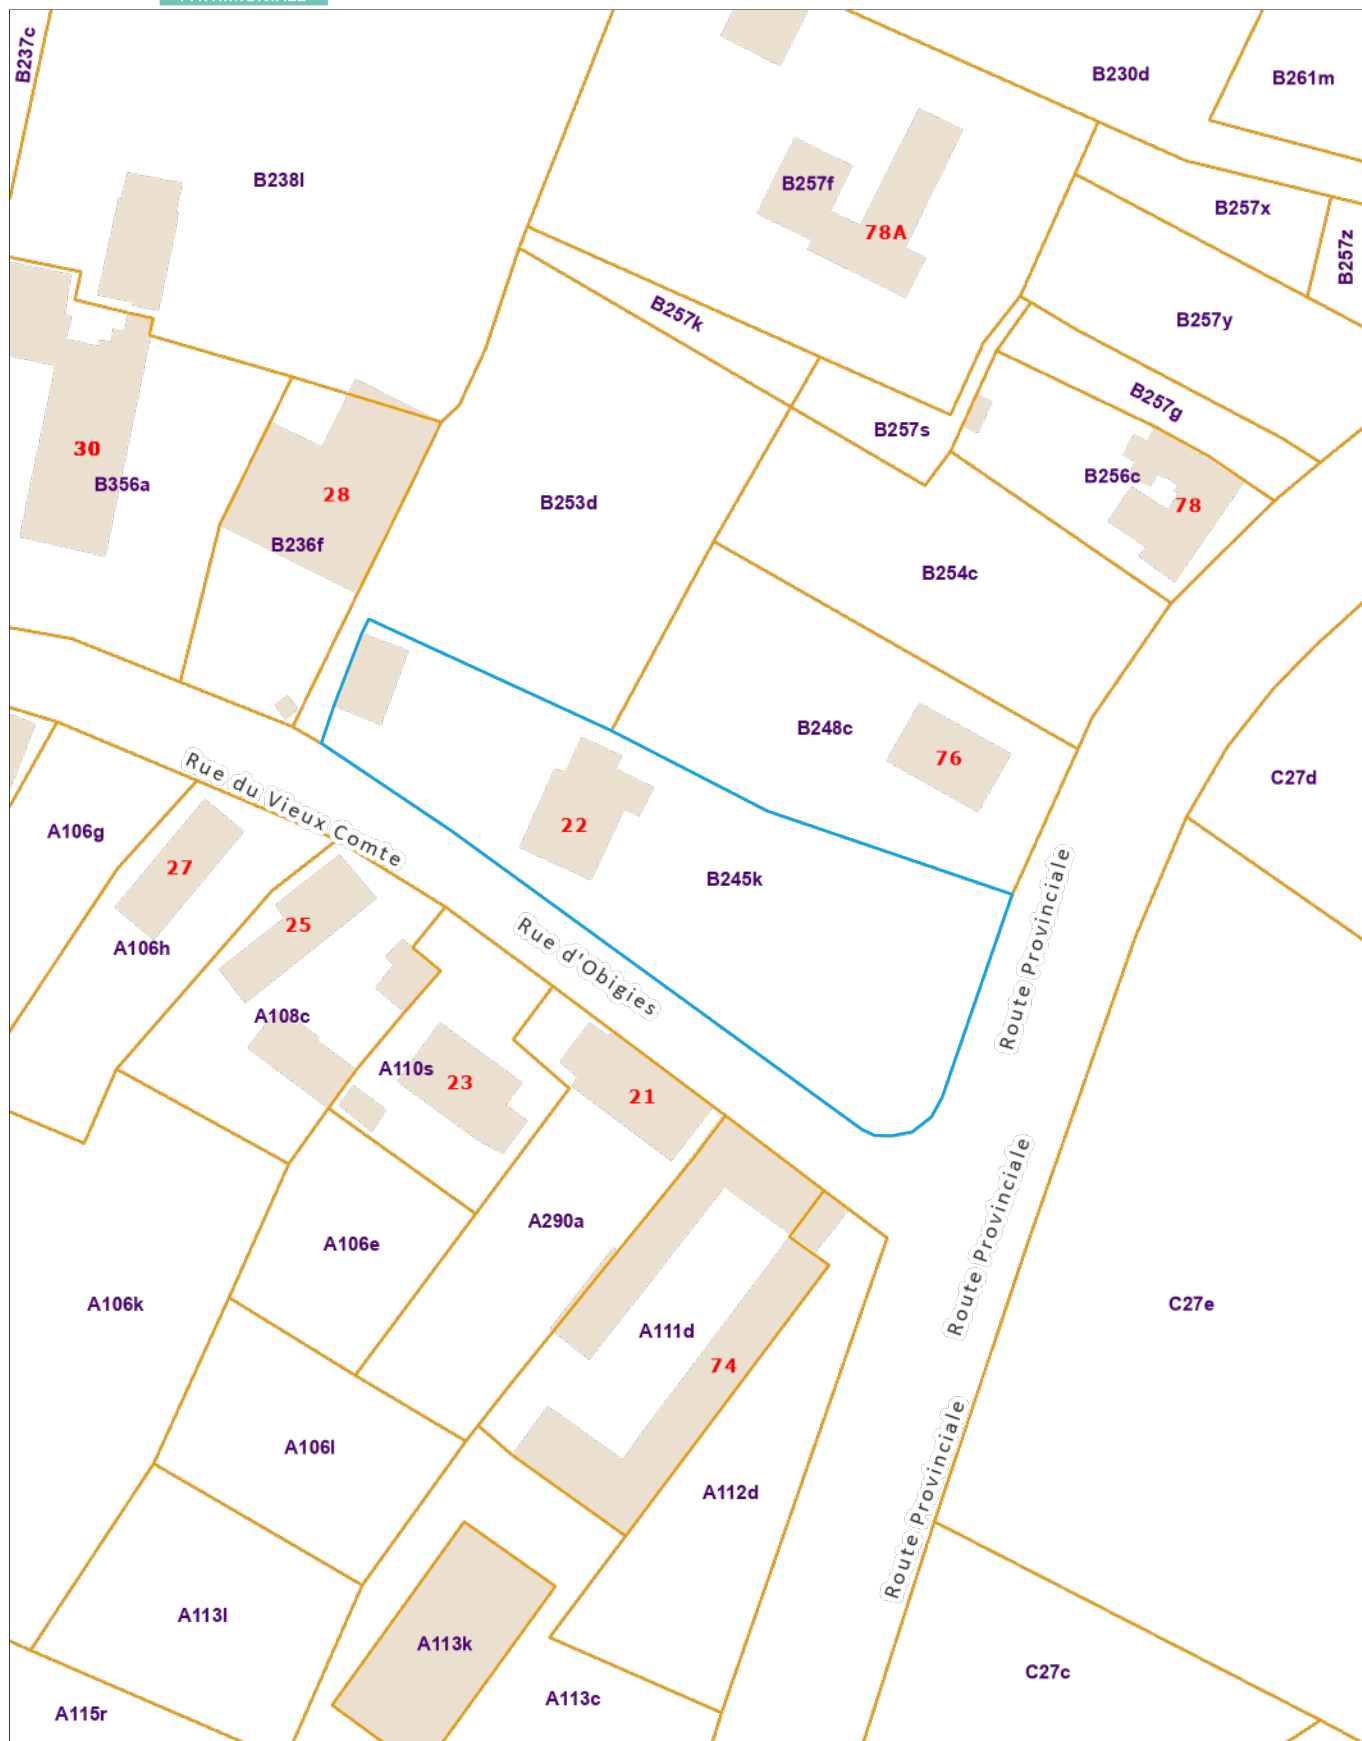 B237c
B230d
B261m
B238l
B257f
78A
B257x
B257z
B257k
B257y
B257g
B257s
30
B356a
28
B236f
B253d
B256c
78
B254c
B248c
76
C27d
Rue du Vieux Comte
22
B245k
A106g
27
A106h
25
Rue d'Obigies
Route Provinciale
A108c
A110s
23
21
Route Provinciale
A290a
A106e
A106k
C27e
A111d
74
A106l
A112d
Route Provinciale
A113l
A113k
C27c
A113c
A115r